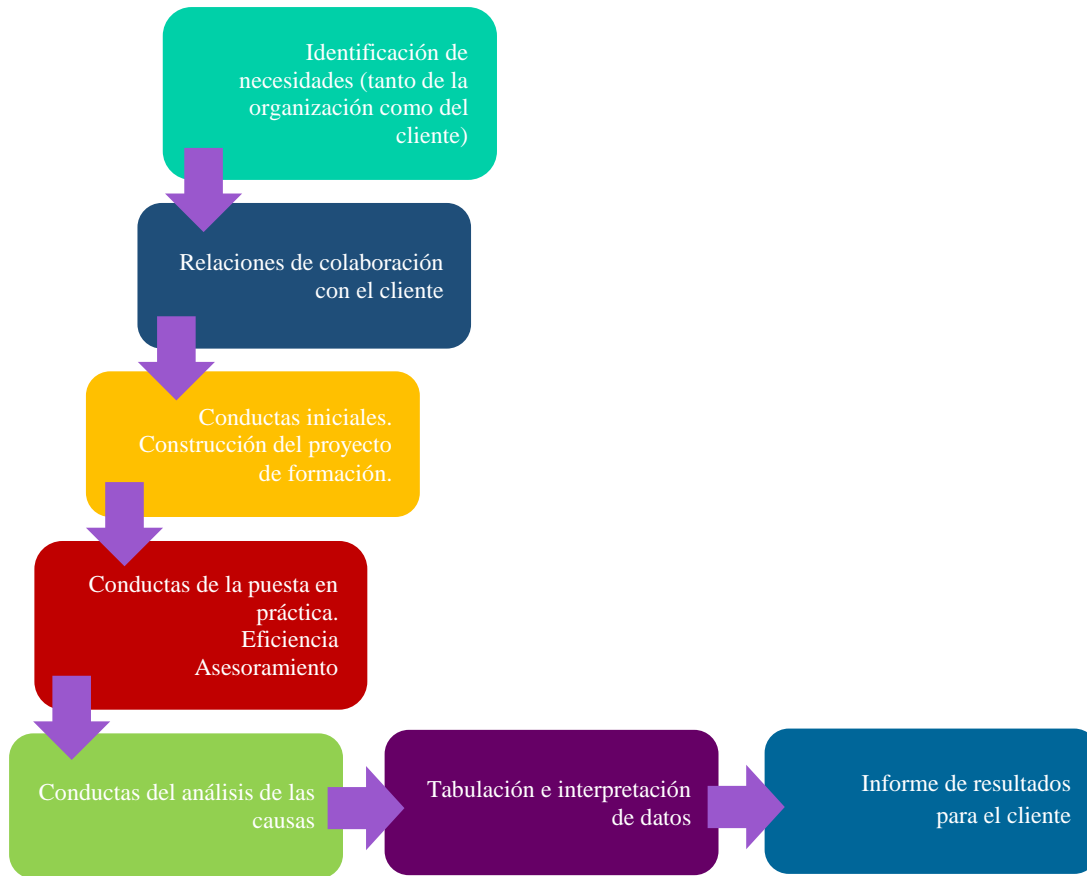 Identificación de
necesidades (tanto de la
organización como del
cliente)
Relaciones de colaboración
con el cliente
Conductas iniciales.
Construcción del proyecto
de formación.
Conductas de la puesta en
práctica.
Eficiencia
Asesoramiento
Conductas del análisis de las
causas
Tabulación e interpretación
de datos
Informe de resultados
para el cliente